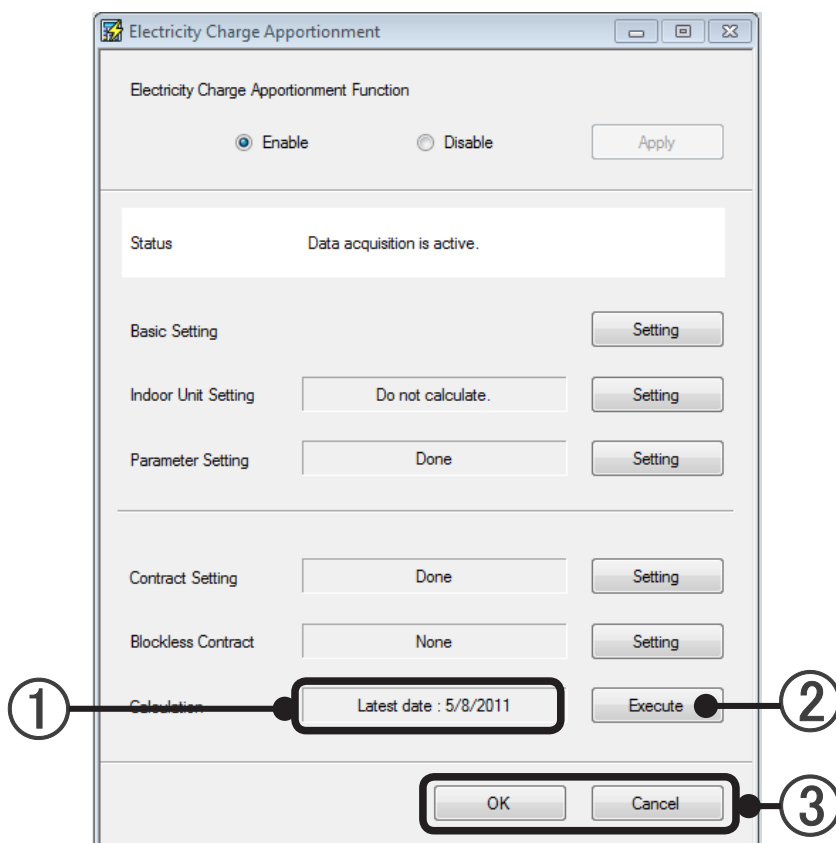 Electricity Charge Apportionment
Electricity Charge Apportionment Function
Enable Disable Apply
Status Data acquisition is active.
Basic Setting Setting
Indoor Unit Setting Do not calculate. Setting
Parameter Setting Done Setting
Contract Setting Done Setting
Blockless Contract None Setting
① Calculation Latest date : 5/8/2011 Execute ②
OK Cancel ③